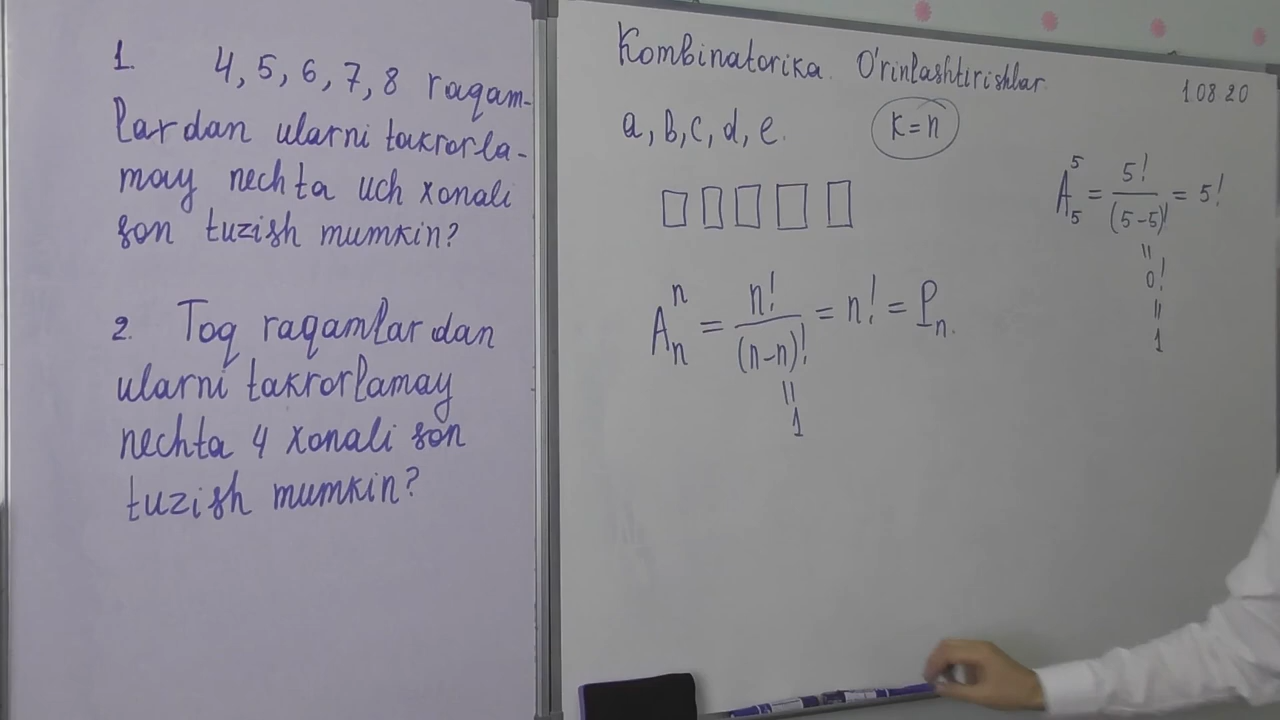 1. 4, 5, 6, 7, 8 raqam-
lardan ularni takrorla-
may nechta uch xonali
son tuzish mumkin?
2. Toq raqamlardan
ularni takrorlamay
nechta 4 xonali son
tuzish mumkin?
Kombinatorika. O'rinlashtirishlar.
1.08.20
a, b, c, d, e.
K=n
A₅⁵ = 5!/(5-5)! = 5!
"
0!
"
1
Aₙⁿ = n!/(n-n)! = n! = Pₙ.
"
1